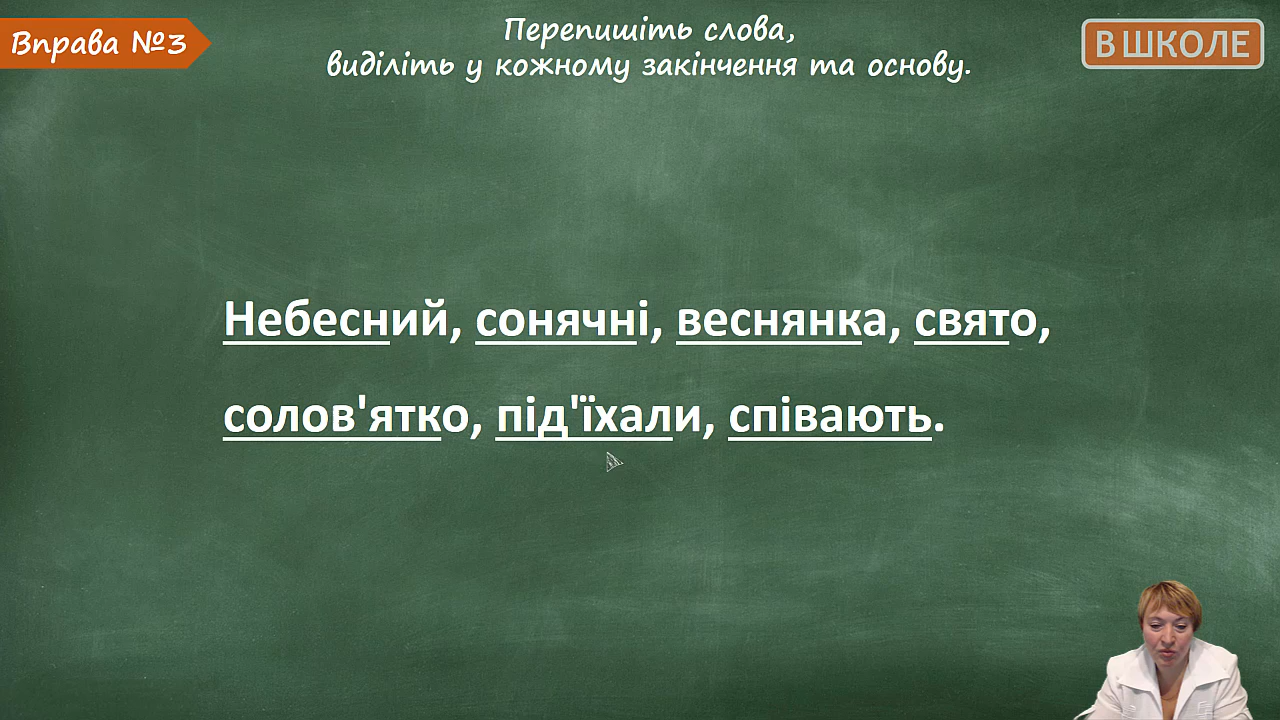 Вправа №3
Перепишіть слова,
виділіть у кожному закінчення та основу.
В ШКОЛЕ
Небесний, сонячні, веснянка, свято,
солов'ятко, під'їхали, співають.